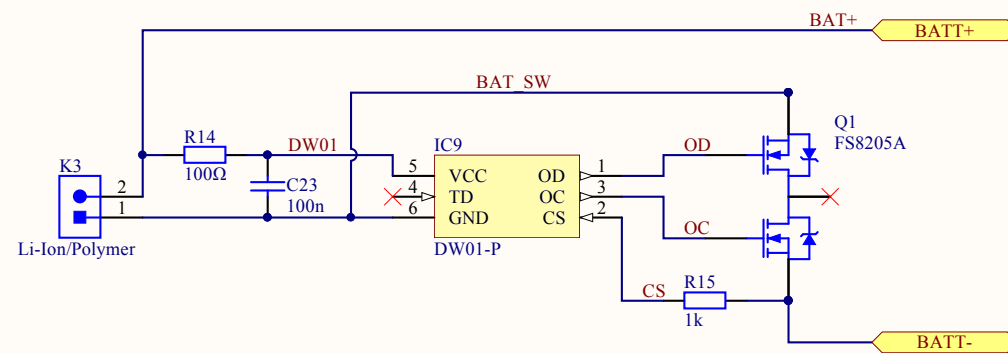 BAT+
BATT+
BAT_SW
Q1
FS8205A
R14
100Ω
DW01
IC9
OD
K3
C23
100n
5
VCC
OD
1
2
4
TD
OC
3
1
6
GND
CS
2
OC
Li-Ion/Polymer
DW01-P
CS
R15
1k
BATT-